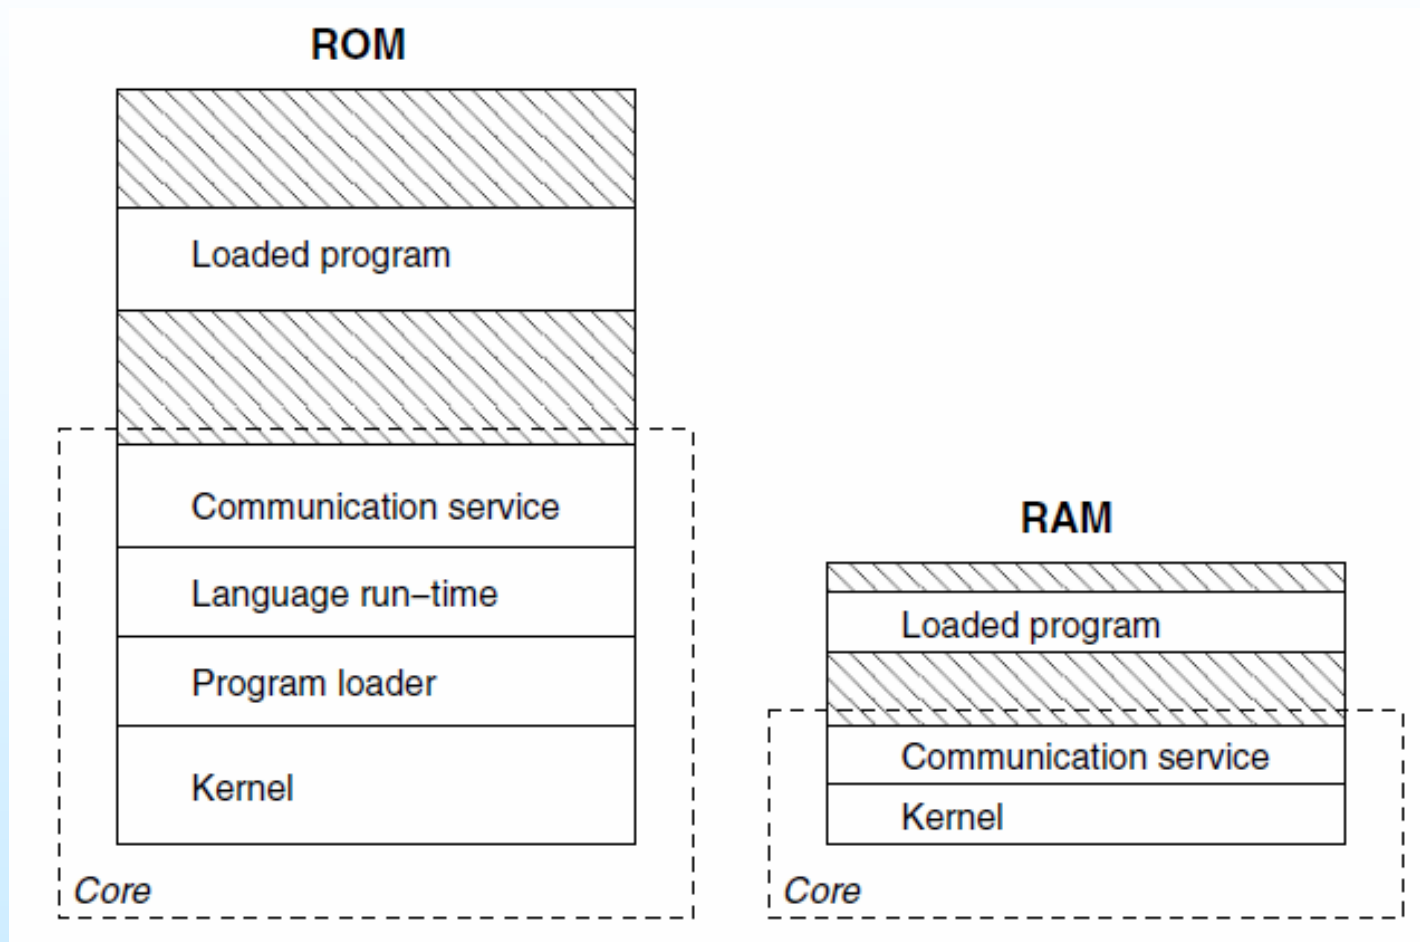 ROM
Loaded program
Communication service
Language run–time
Program loader
Kernel
Core
RAM
Loaded program
Communication service
Kernel
Core